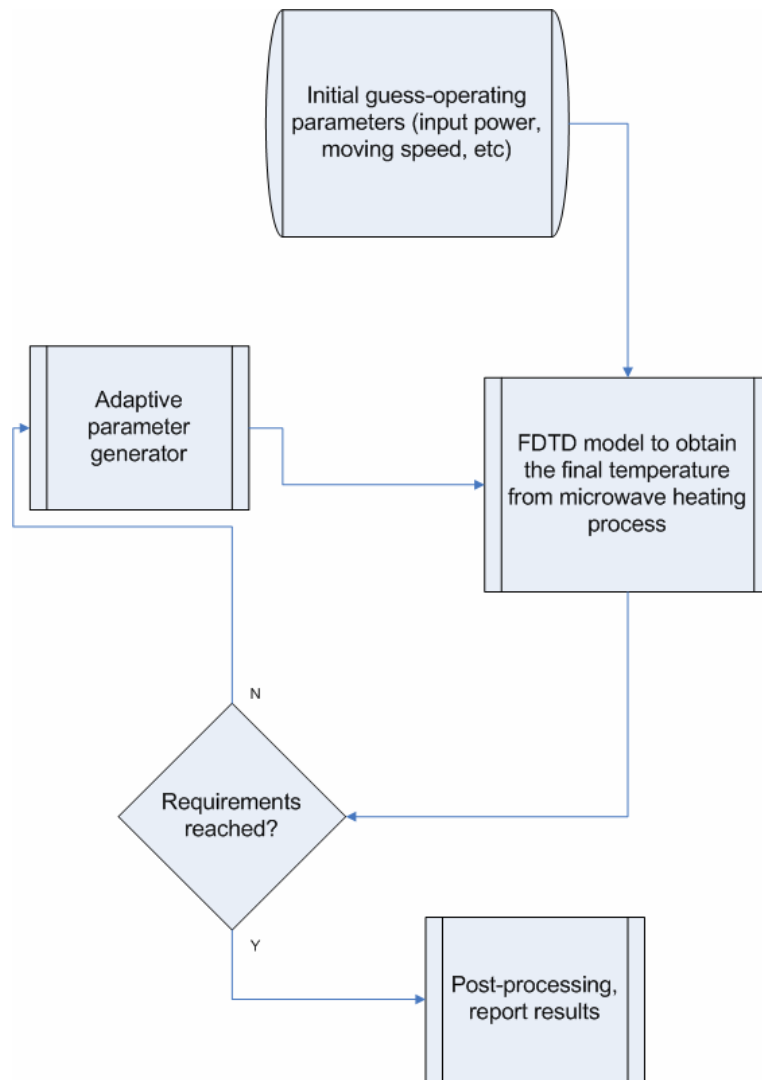 Initial guess-operating
parameters (input power,
moving speed, etc)
Adaptive
parameter
generator
FDTD model to obtain
the final temperature
from microwave heating
process
N
Requirements
reached?
Y
Post-processing,
report results